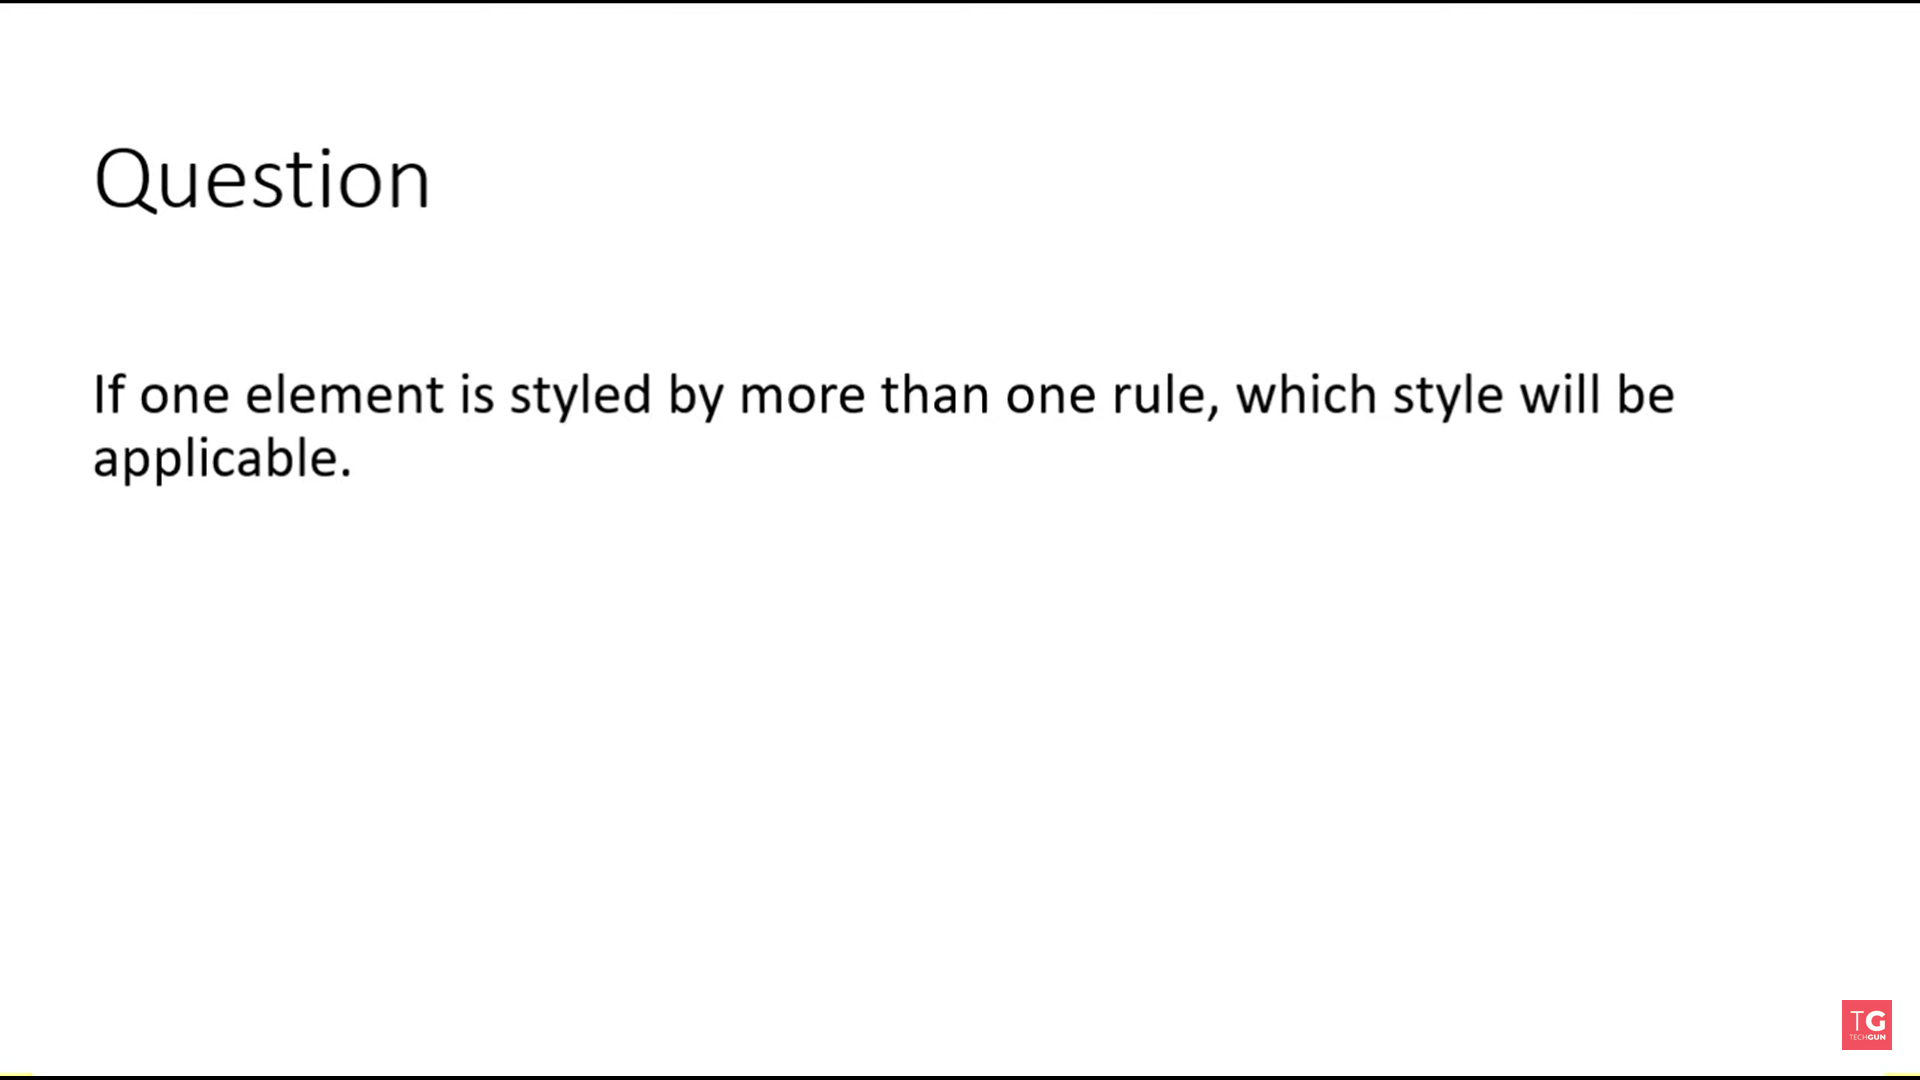 Question
If one element is styled by more than one rule, which style will be
applicable.
TG
TECHGUN